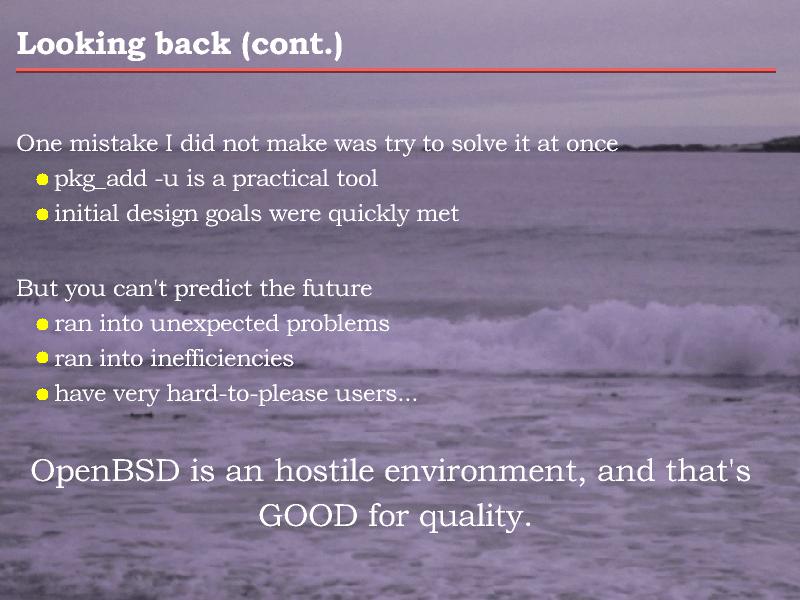 Looking back (cont.)
One mistake I did not make was try to solve it at once
pkg_add -u is a practical tool
initial design goals were quickly met
But you can't predict the future
ran into unexpected problems
ran into inefficiencies
have very hard-to-please users...
OpenBSD is an hostile environment, and that's
GOOD for quality.